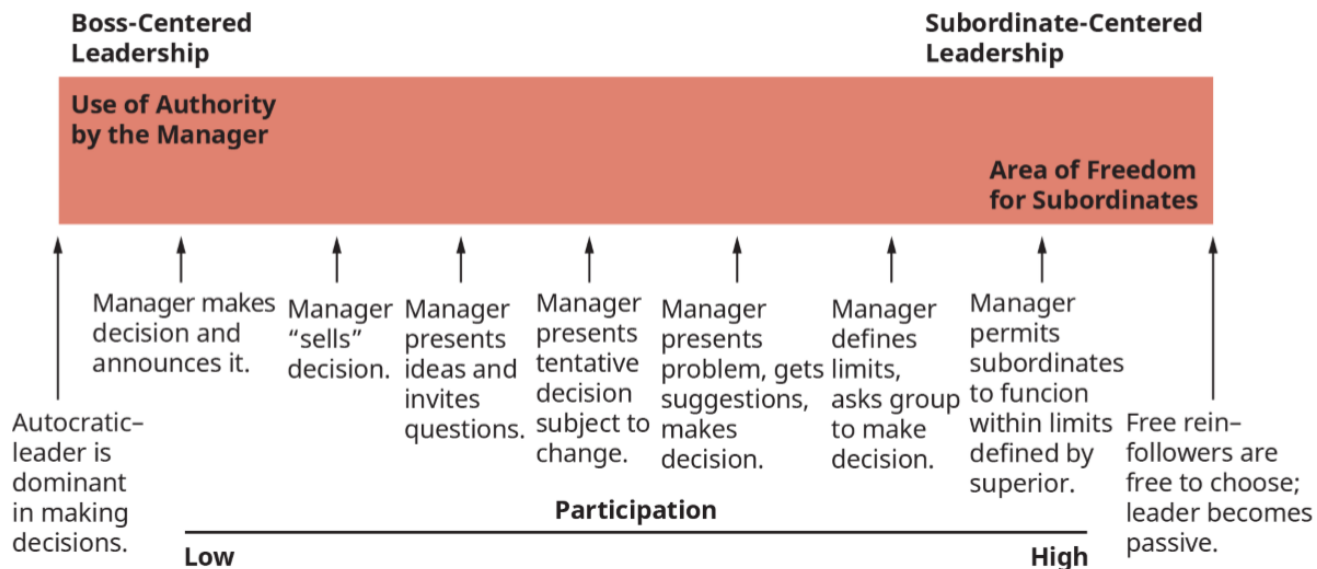 Boss-Centered
Leadership
Subordinate-Centered
Leadership
Use of Authority
by the Manager
Area of Freedom
for Subordinates
Autocratic–
leader is
dominant
in making
decisions.
Manager makes
decision and
announces it.
Manager
“sells”
decision.
Manager
presents
ideas and
invites
questions.
Manager
presents
tentative
decision
subject to
change.
Manager
presents
problem, gets
suggestions,
makes
decision.
Manager
defines
limits,
asks group
to make
decision.
Manager
permits
subordinates
to funcion
within limits
defined by
superior.
Free rein–
followers are
free to choose;
leader becomes
passive.
Participation
Low
High